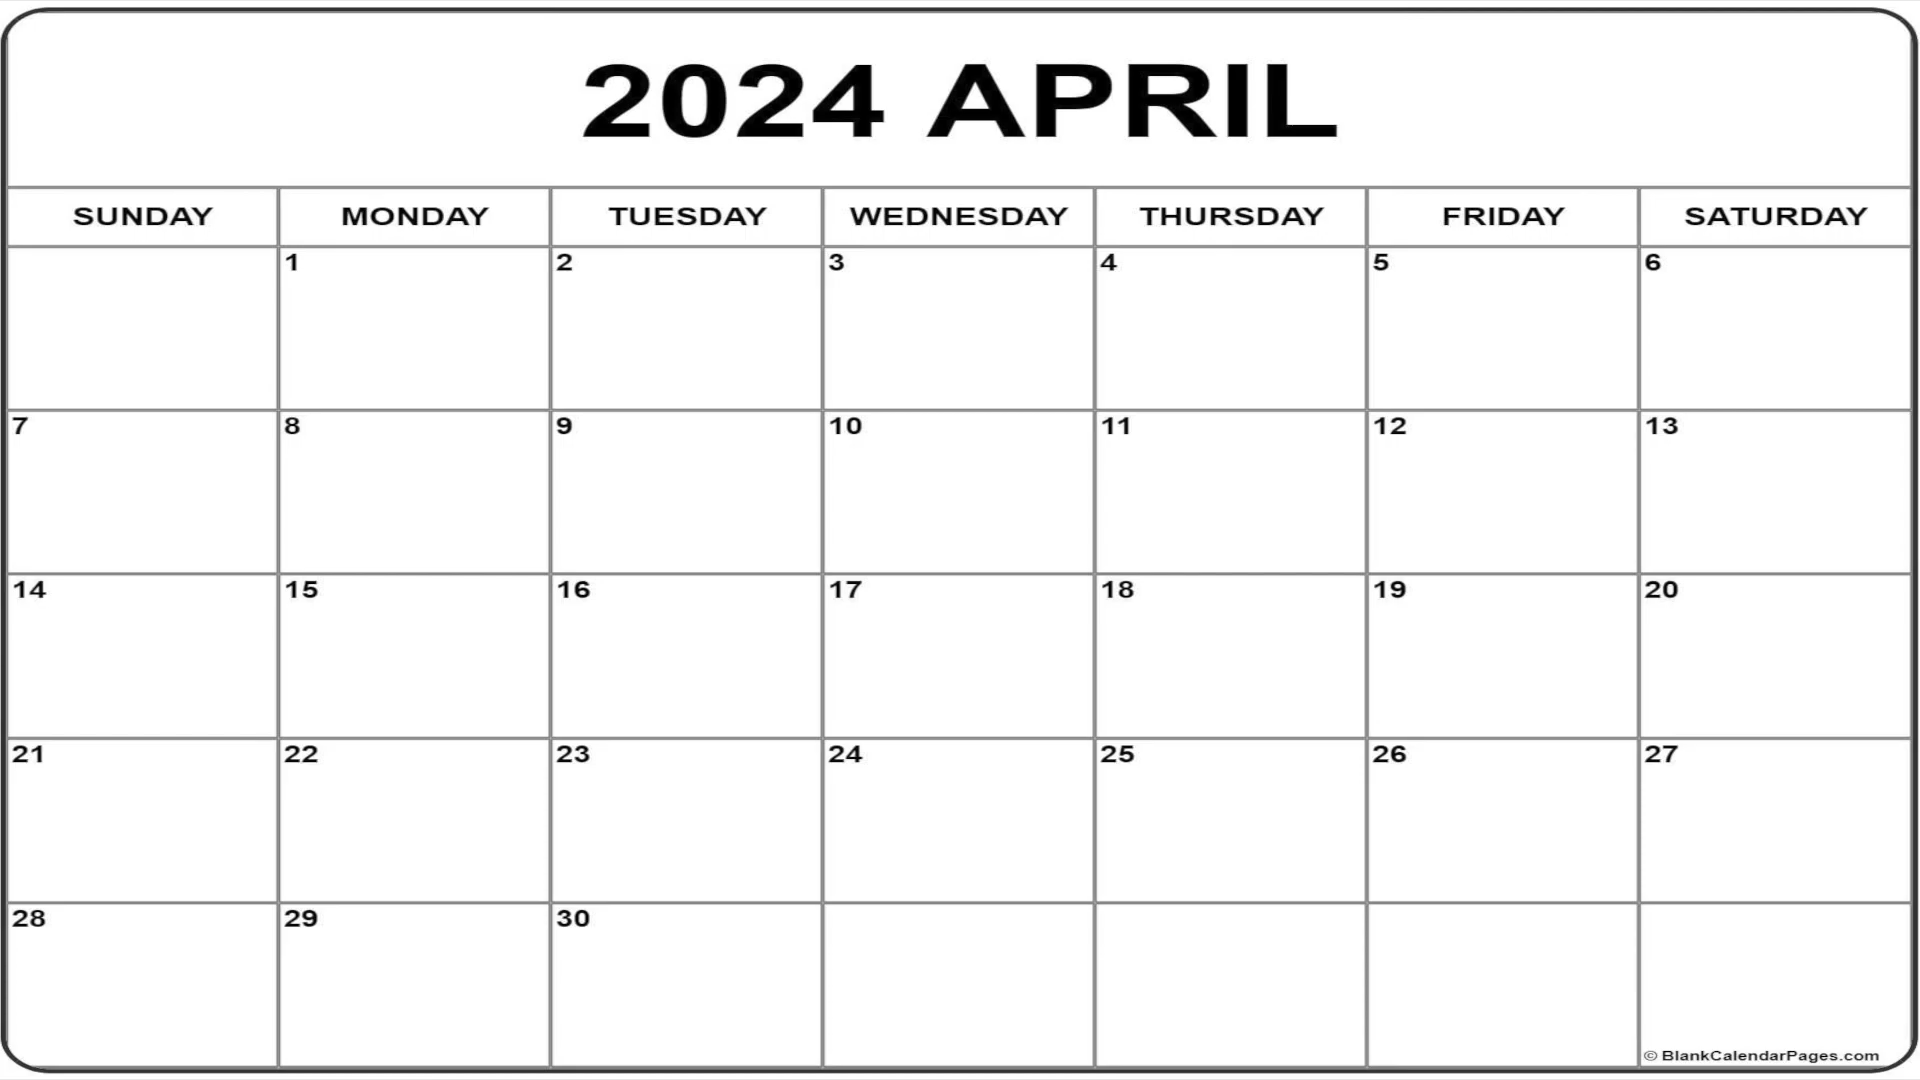 2024 APRIL
SUNDAY MONDAY TUESDAY WEDNESDAY THURSDAY FRIDAY SATURDAY
1 2 3 4 5 6
7 8 9 10 11 12 13
14 15 16 17 18 19 20
21 22 23 24 25 26 27
28 29 30
© BlankCalendarPages.com